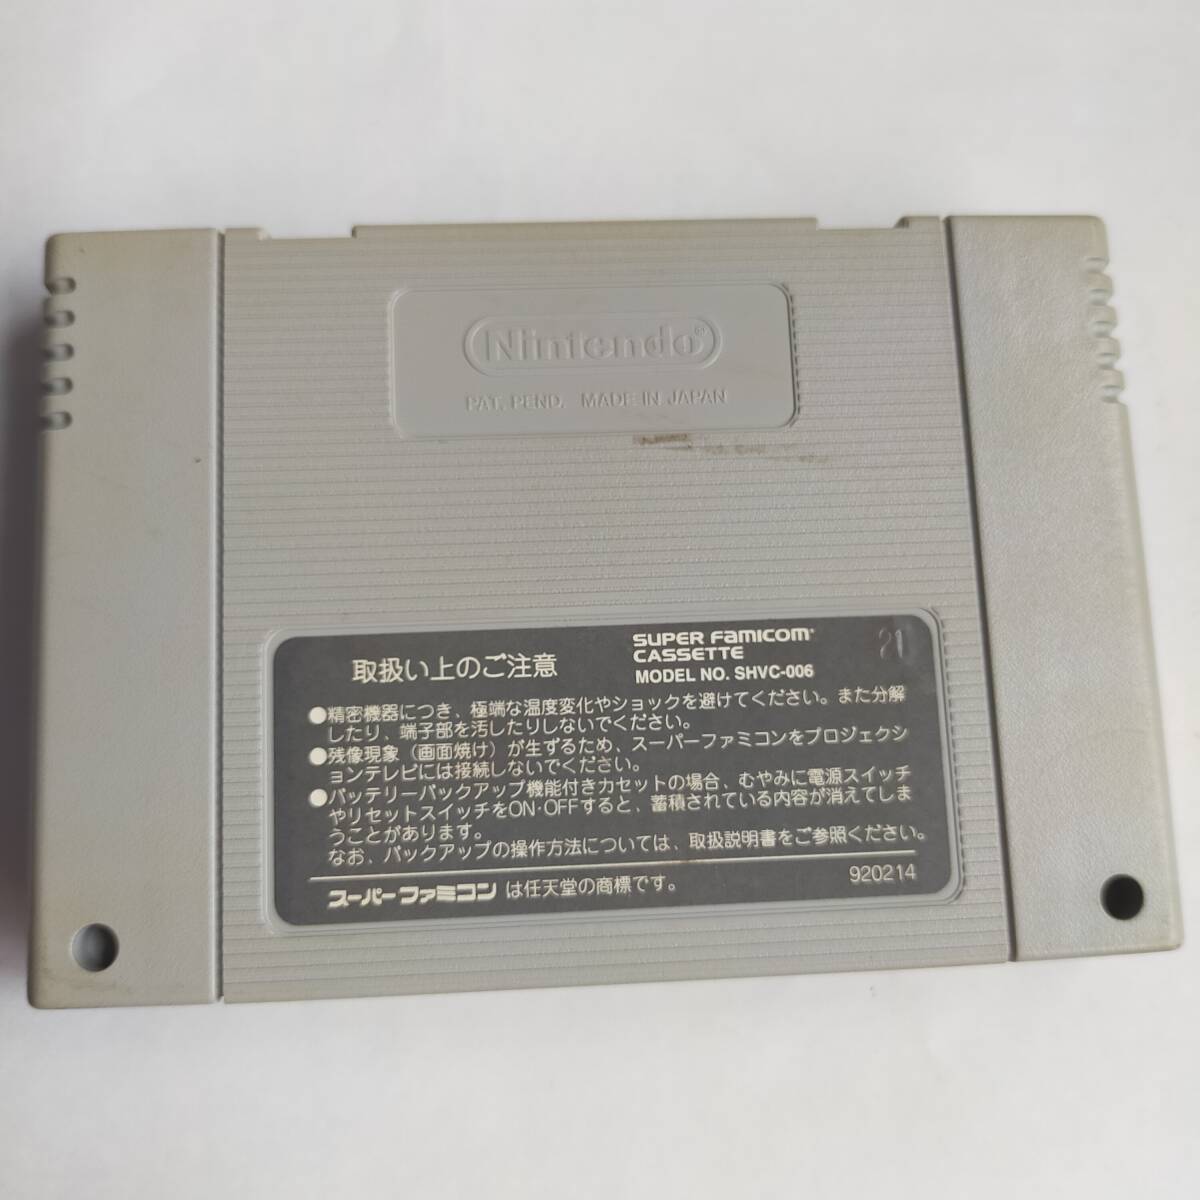 Nintendo®
PAT. PEND. MADE IN JAPAN
取扱い上のご注意
SUPER Famicom
CASSETTE
MODEL NO. SHVC-006
21
●精密機器につき、極端な温度変化やショックを避けてください。また分解
したり、端子部を汚したりしないでください。
●残像現象（画面焼け）が生ずるため、スーパーファミコンをプロジェクシ
ョンテレビには接続しないでください。
●バッテリーバックアップ機能付きカセットの場合、むやみに電源スイッチ
やリセットスイッチをON・OFFすると、蓄積されている内容が消えてしま
うことがあります。
なお、バックアップの操作方法については、取扱説明書をご参照ください。
スーパーファミコン は任天堂の商標です。
920214